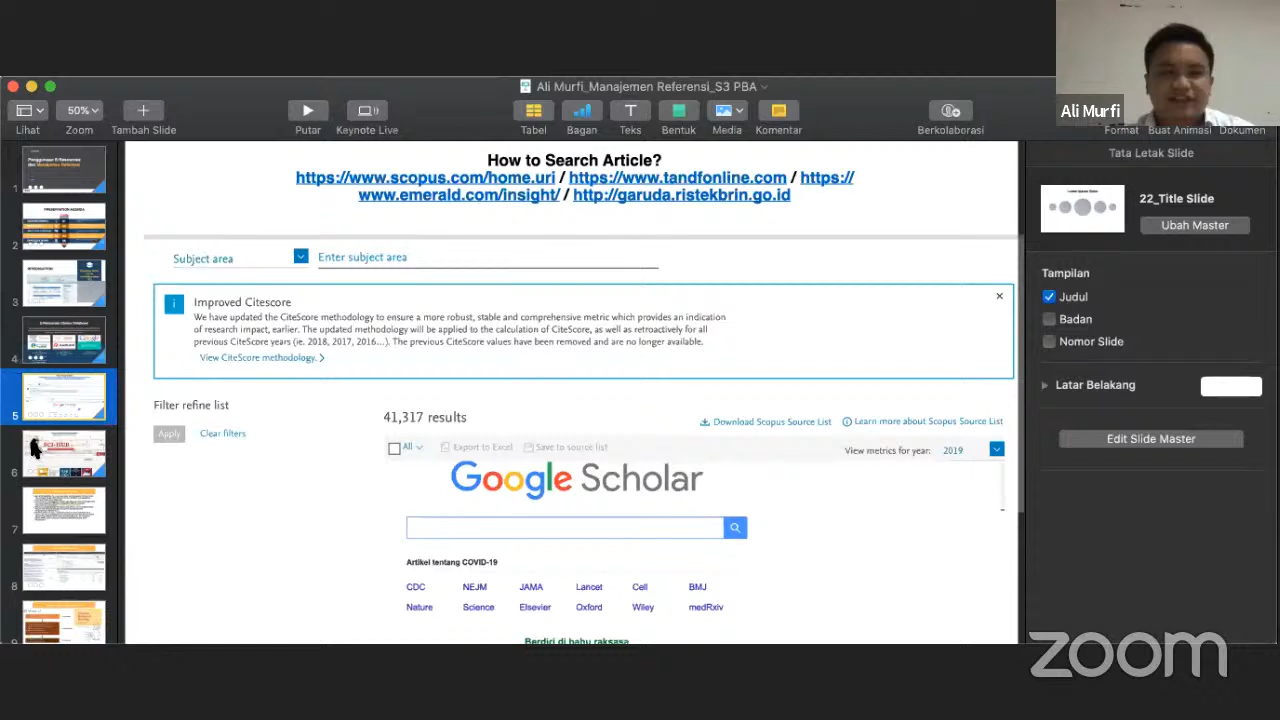 Ali Murfi_Manajemen Referensi_S3 PBA
50%
Lihat
Zoom
Tambah Slide
Putar
Keynote Live
Tabel
Bagan
Teks
Bentuk
Media
Komentar
Berkolaborasi
Format
Buat Animasi
Dokumen
Ali Murfi
1
2
3
4
5
6
7
8
9
How to Search Article?
https://www.scopus.com/home.uri / https://www.tandfonline.com / https://
www.emerald.com/insight/ / http://garuda.ristekbrin.go.id
Subject area
Enter subject area
Improved Citescore
We have updated the CiteScore methodology to ensure a more robust, stable and comprehensive metric which provides an indication
of research impact, earlier. The updated methodology will be applied to the calculation of CiteScore, as well as retroactively for all
previous CiteScore years (ie. 2018, 2017, 2016...). The previous CiteScore values have been removed and are no longer available.
View CiteScore methodology. >
Filter refine list
Apply
Clear filters
41,317 results
Download Scopus Source List
Learn more about Scopus Source List
All
Export to Excel
Save to source list
View metrics for year:
2019
Google Scholar
Artikel tentang COVID-19
CDC NEJM JAMA Lancet Cell BMJ
Nature Science Elsevier Oxford Wiley medRxiv
Berdiri di bahu raksasa
Tata Letak Slide
22_Title Slide
Ubah Master
Tampilan
Judul
Badan
Nomor Slide
Latar Belakang
Edit Slide Master
zoom